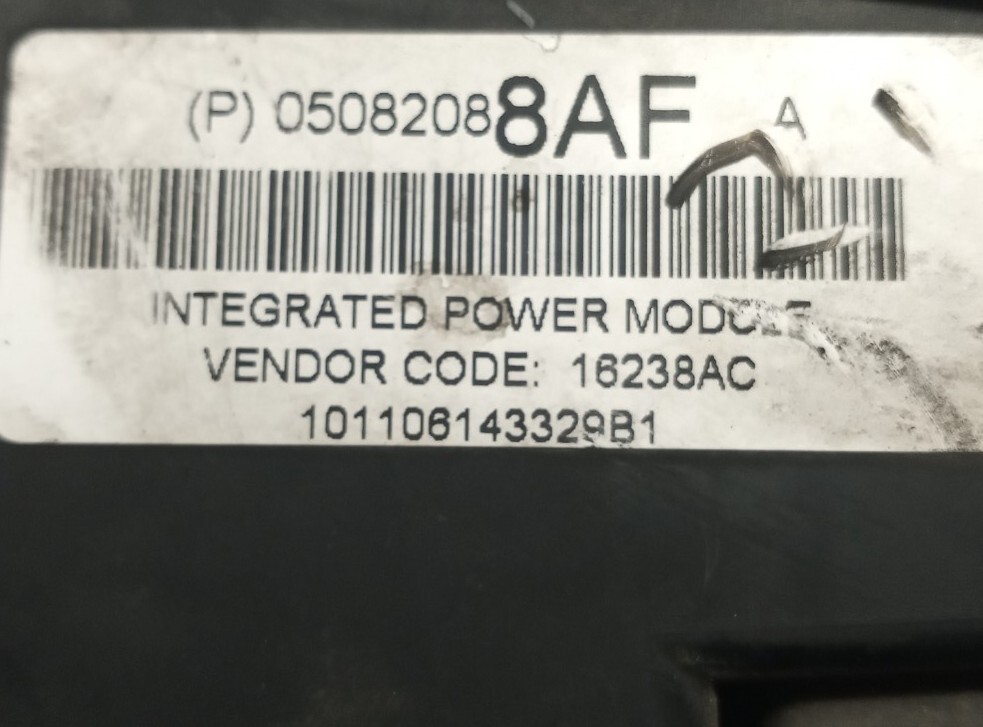 (P) 05082088AF A
INTEGRATED POWER MODULE
VENDOR CODE: 16238AC
101106143329B1